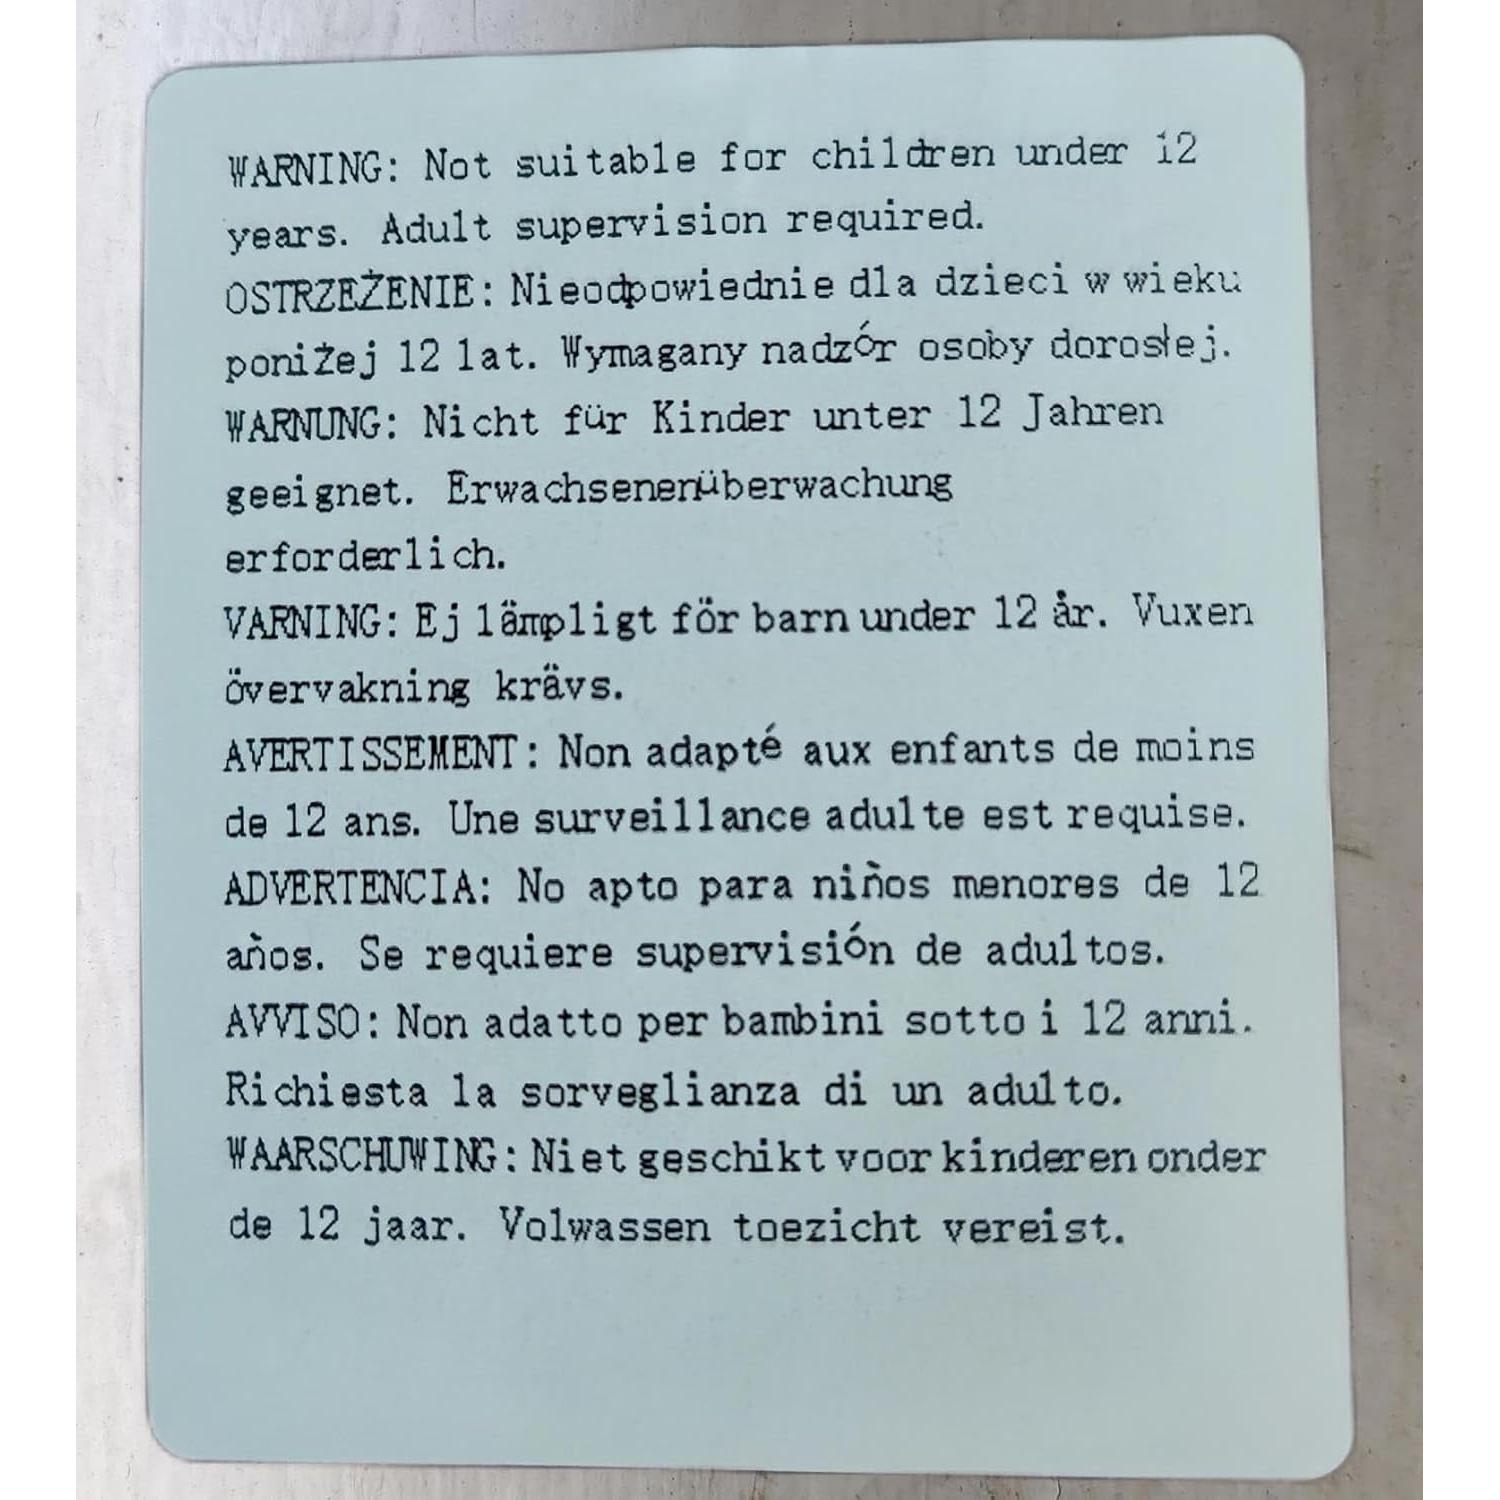 WARNING: Not suitable for children under 12
years. Adult supervision required.
OSTRZEŻENIE: Nieodpowiednie dla dzieci w wieku
poniżej 12 lat. Wymagany nadzór osoby dorosłej.
WARNUNG: Nicht für Kinder unter 12 Jahren
geeignet. Erwachsenenüberwachung
erforderlich.
VARNING: Ej lämpligt för barn under 12 år. Vuxen
övervakning krävs.
AVERTISSEMENT: Non adapté aux enfants de moins
de 12 ans. Une surveillance adulte est requise.
ADVERTENCIA: No apto para niños menores de 12
años. Se requiere supervisión de adultos.
AVVISO: Non adatto per bambini sotto i 12 anni.
Richiesta la sorveglianza di un adulto.
WAARSCHUWING: Niet geschikt voor kinderen onder
de 12 jaar. Volwassen toezicht vereist.